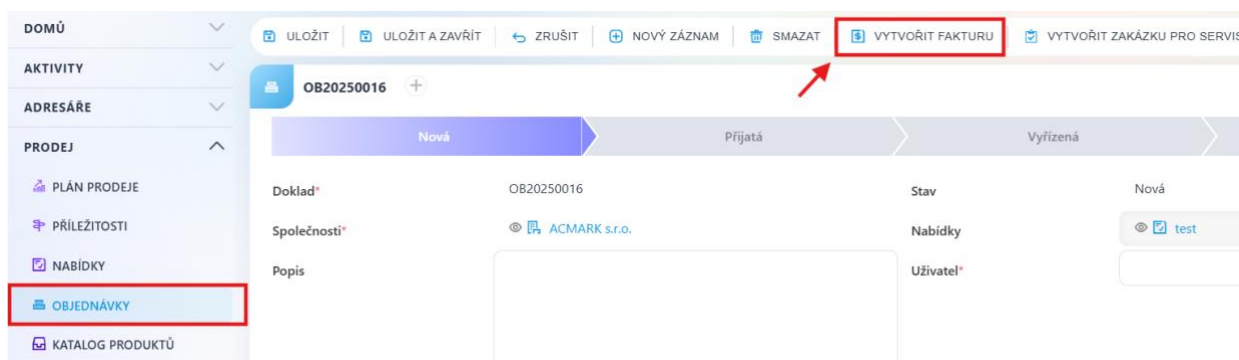 DOMŮ
AKTIVITY
ADRESÁŘE
PRODEJ
PLÁN PRODEJE
PŘÍLEŽITOSTI
NABÍDKY
OBJEDNÁVKY
KATALOG PRODUKTŮ
ULOŽIT ULOŽIT A ZAVŘÍT ZRUŠIT NOVÝ ZÁZNAM SMAZAT VYTVOŘIT FAKTURU VYTVOŘIT ZAKÁZKU PRO SERVIS
OB20250016
Nová Přijatá Vyřízená
Doklad* OB20250016 Stav Nová
Společnosti* ACMARK s.r.o. Nabídky test
Popis Uživatel*